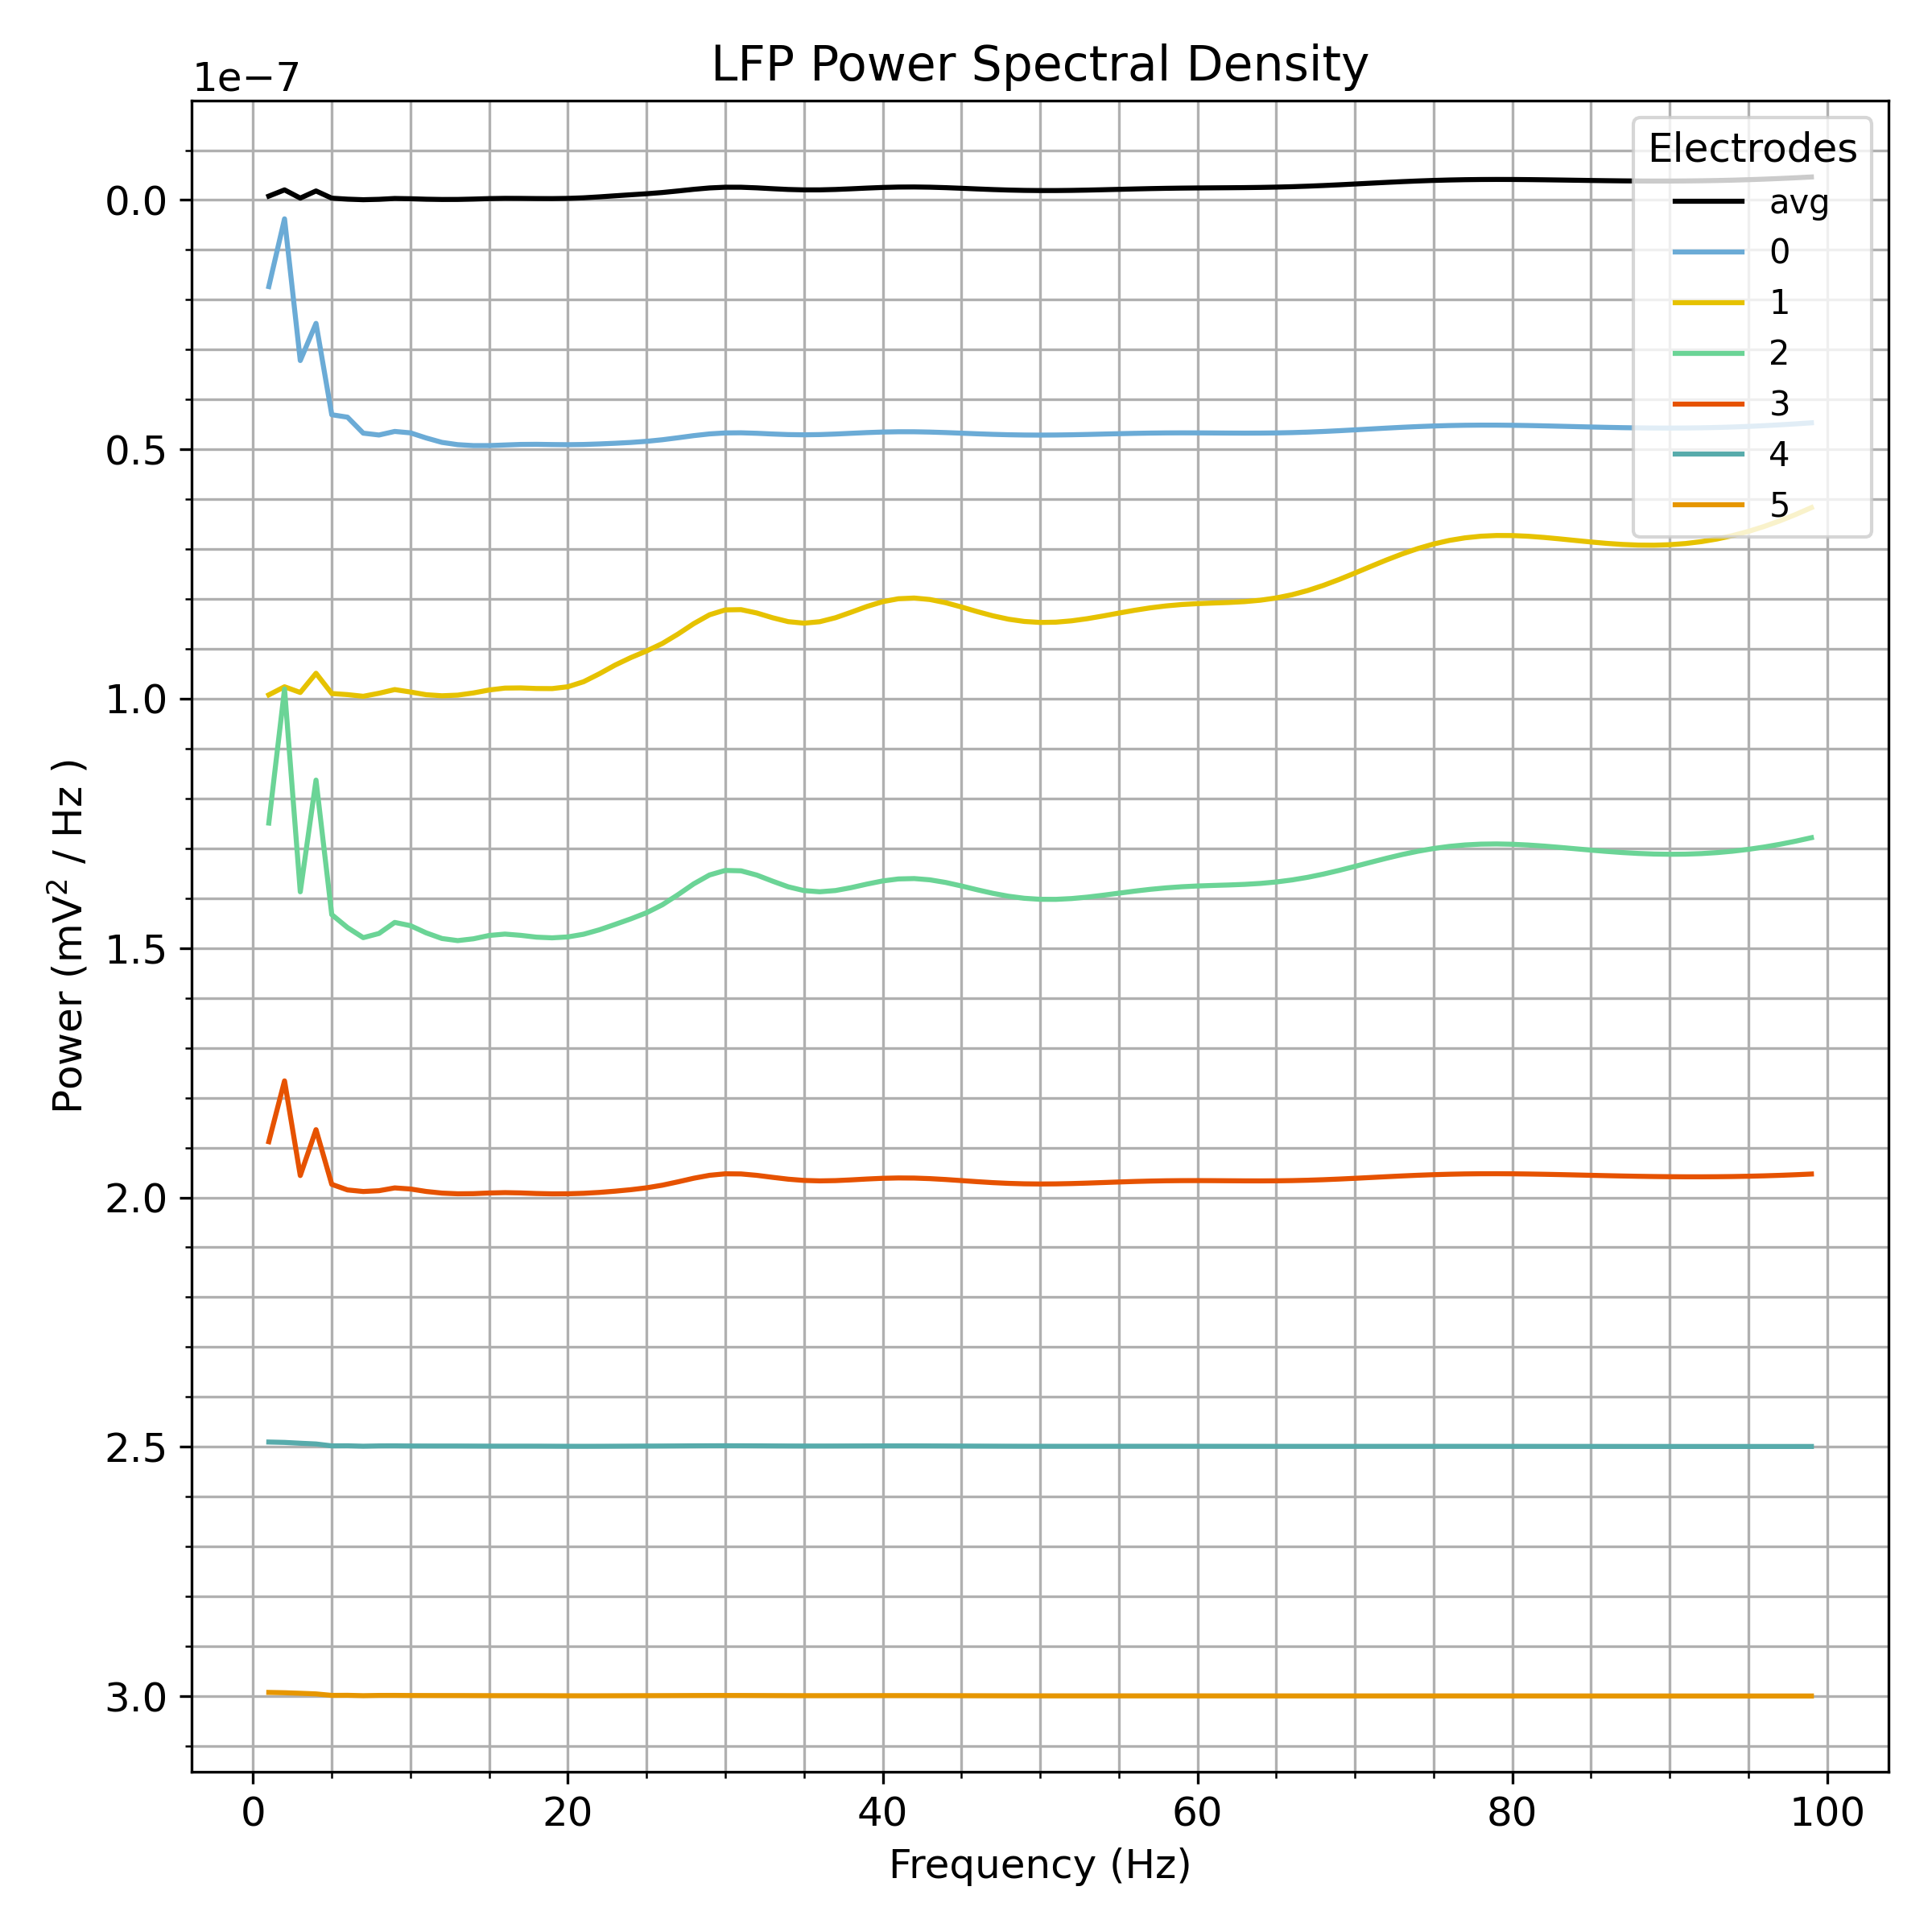 LFP Power Spectral Density
1e−7
Electrodes
avg
0
1
2
3
4
5
0.0
0.5
1.0
1.5
2.0
2.5
3.0
Power (mV² / Hz )
0 20 40 60 80 100
Frequency (Hz)